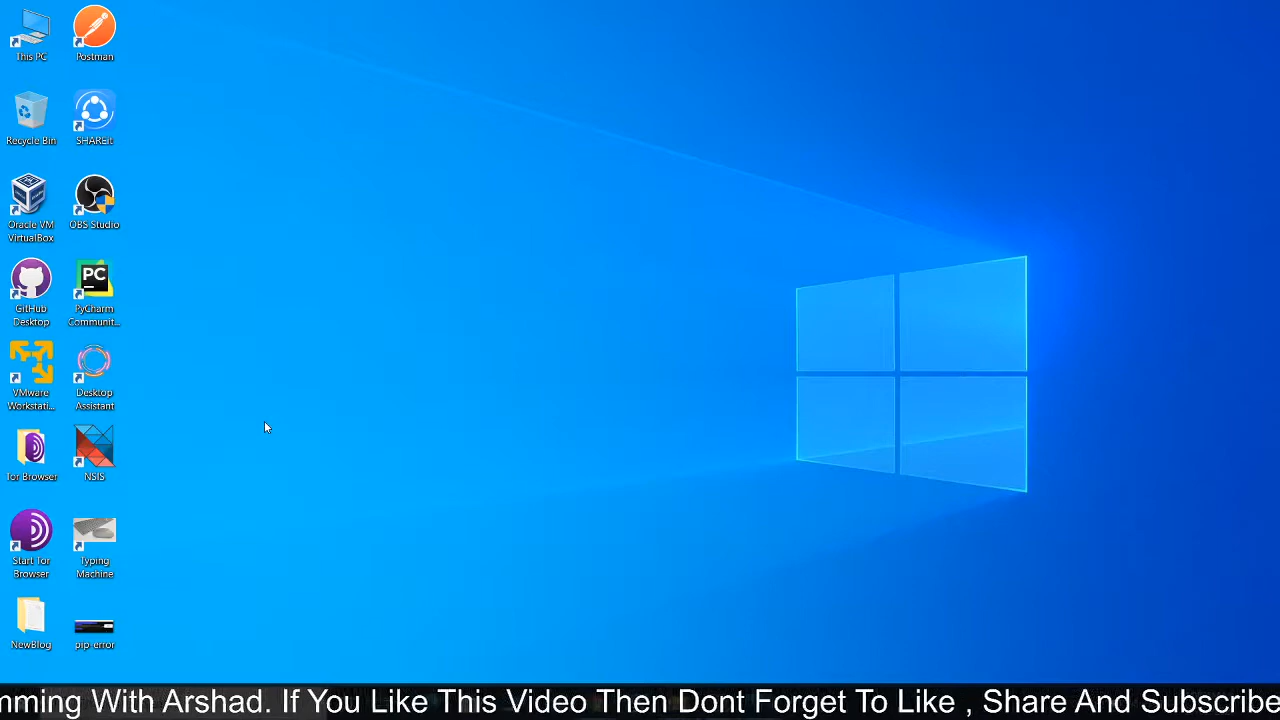 This PC
Postman
Recycle Bin
SHAREit
Oracle VM
VirtualBox
OBS Studio
GitHub
Desktop
PC
PyCharm
Communit...
VMware
Workstati...
Desktop
Assistant
Tor Browser
NSIS
Start Tor
Browser
Typing
Machine
NewBlog
pip-error
mming With Arshad. If You Like This Video Then Dont Forget To Like , Share And Subscribe